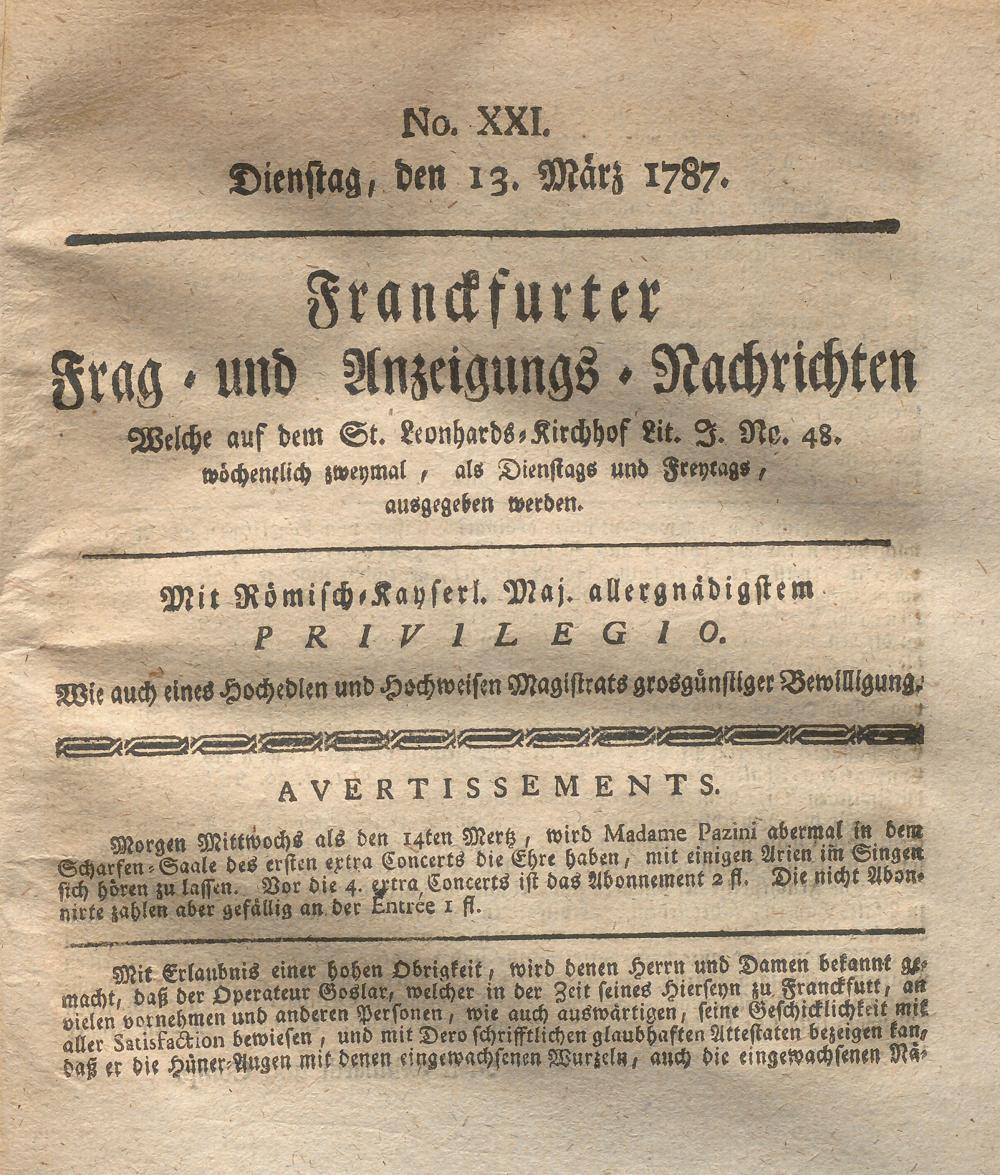 No. XXI.
Dienstag, den 13. März 1787.
Franckfurter
Frag - und Anzeigungs - Nachrichten
Welche auf dem St. Leonhards-Kirchhof Lit. J. No. 48.
wöchentlich zweymal, als Dienstags und Freytags,
ausgegeben werden.
Mit Römisch-Kayserl. Maj. allergnädigstem
PRIVILEGIO.
Wie auch eines Hochedlen und Hochweisen Magistrats grosgünstiger Bewilligung.
AVERTISSEMENTS.
Morgen Mittwochs als den 14ten Mertz, wird Madame Pazini abermal in dem
Scharfen-Saale des ersten extra Concerts die Ehre haben, mit einigen Arien im Singen
sich hören zu lassen. Vor die 4. extra Concerts ist das Abonnement 2 fl. Die nicht Abon-
nirte zahlen aber gefällig an der Entrée 1 fl.
Mit Erlaubnis einer hohen Obrigkeit, wird denen Herrn und Damen bekannt ge-
macht, daß der Operateur Goslar, welcher in der Zeit seines Hierseyn zu Franckfutt, an
vielen vornehmen und anderen Personen, wie auch auswärtigen, seine Geschicklichkeit mit
aller Satisfaction bewiesen, und mit Dero schrifftlichen glaubhaften Attestaten bezeigen kan,
daß er die Hüner-Augen mit denen eingewachsenen Wurzeln, auch die eingewachsenen Nä-